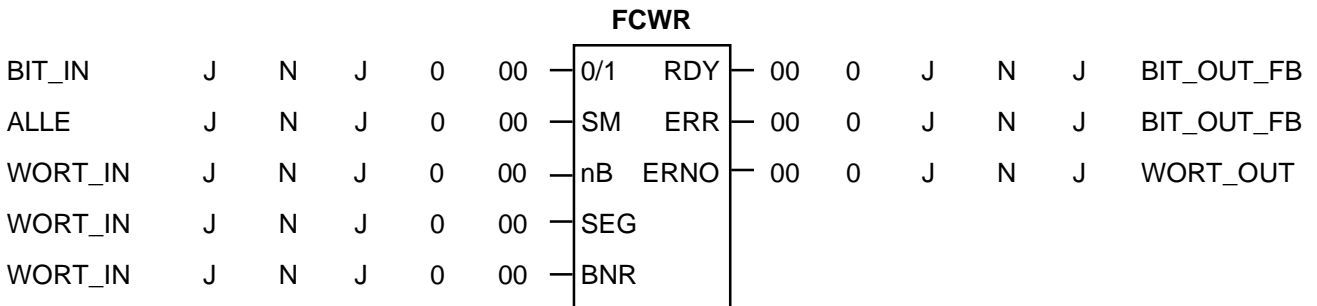 FCWR
BIT_IN J N J 0 00 0/1 RDY 00 0 J N J BIT_OUT_FB
ALLE J N J 0 00 SM ERR 00 0 J N J BIT_OUT_FB
WORT_IN J N J 0 00 nB ERNO 00 0 J N J WORT_OUT
WORT_IN J N J 0 00 SEG
WORT_IN J N J 0 00 BNR